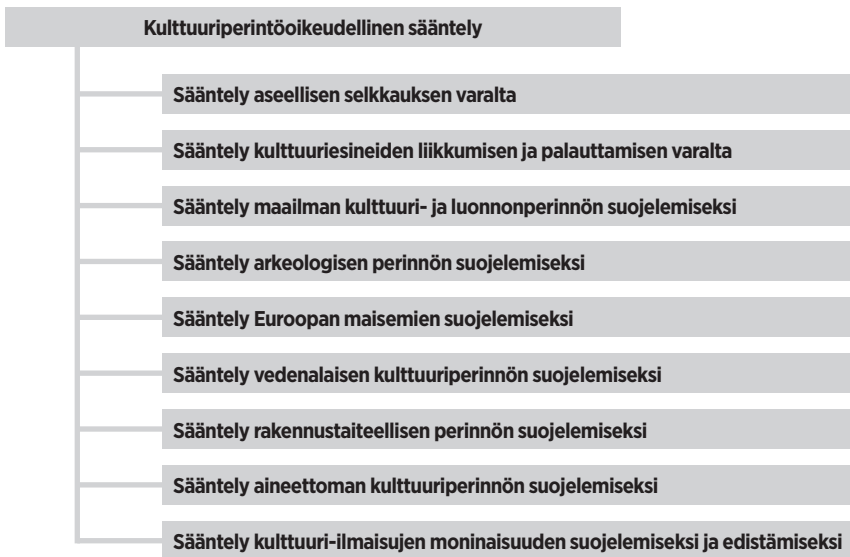 Kulttuuriperintöoikeudellinen sääntely
Sääntely aseellisen selkkauksen varalta
Sääntely kulttuuriesineiden liikkumisen ja palauttamisen varalta
Sääntely maailman kulttuuri- ja luonnonperinnön suojelemiseksi
Sääntely arkeologisen perinnön suojelemiseksi
Sääntely Euroopan maisemien suojelemiseksi
Sääntely vedenalaisen kulttuuriperinnön suojelemiseksi
Sääntely rakennustaiteellisen perinnön suojelemiseksi
Sääntely aineettoman kulttuuriperinnön suojelemiseksi
Sääntely kulttuuri-ilmaisujen moninaisuuden suojelemiseksi ja edistämiseksi